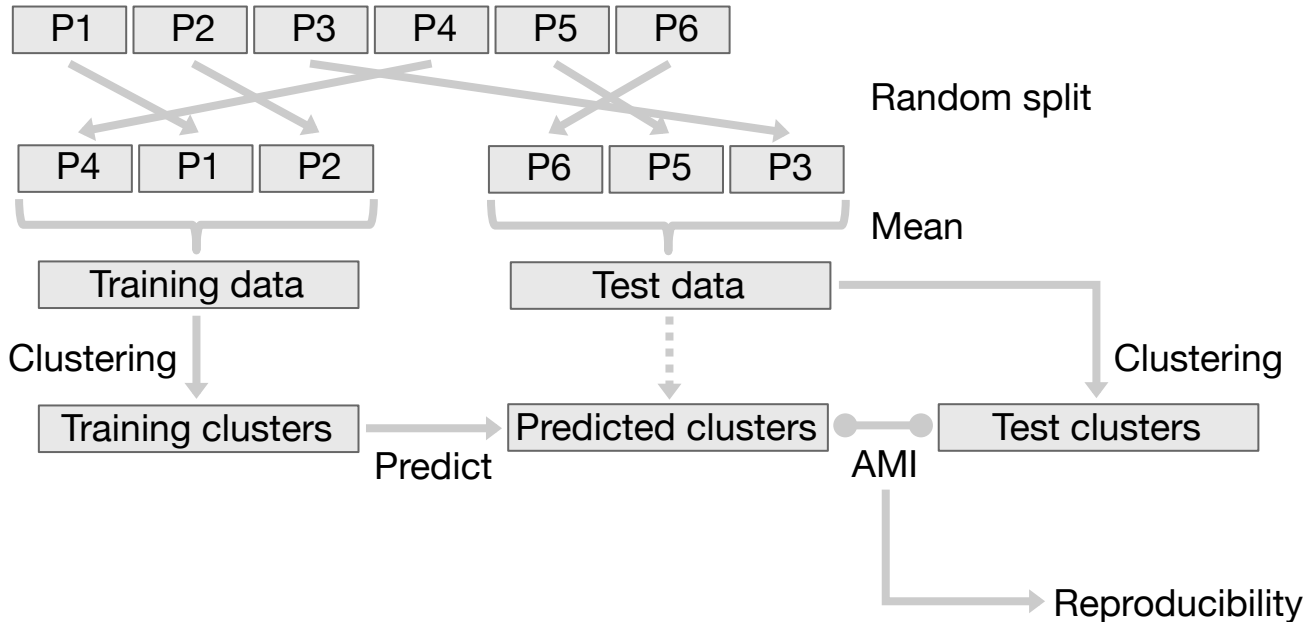 P1 P2 P3 P4 P5 P6
Random split
P4 P1 P2 P6 P5 P3
Mean
Training data Test data
Clustering Clustering
Training clusters Predicted clusters Test clusters
Predict AMI
Reproducibility